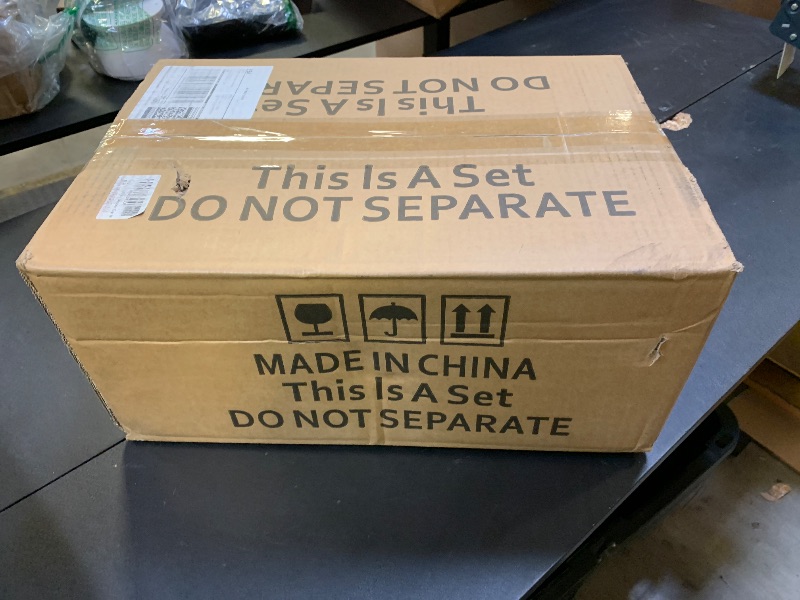 This Is A Se
DO NOT SEPAR
This Is A Set
DO NOT SEPARATE
MADE IN CHINA
This Is A Set
DO NOT SEPARATE